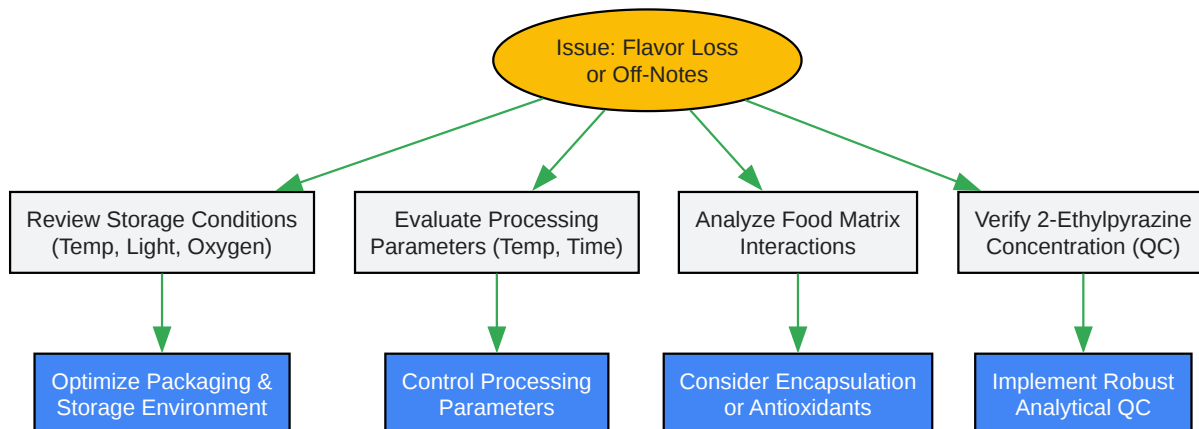 Issue: Flavor Loss
or Off-Notes
Review Storage Conditions
(Temp, Light, Oxygen)
Evaluate Processing
Parameters (Temp, Time)
Analyze Food Matrix
Interactions
Verify 2-Ethylpyrazine
Concentration (QC)
Optimize Packaging &
Storage Environment
Control Processing
Parameters
Consider Encapsulation
or Antioxidants
Implement Robust
Analytical QC